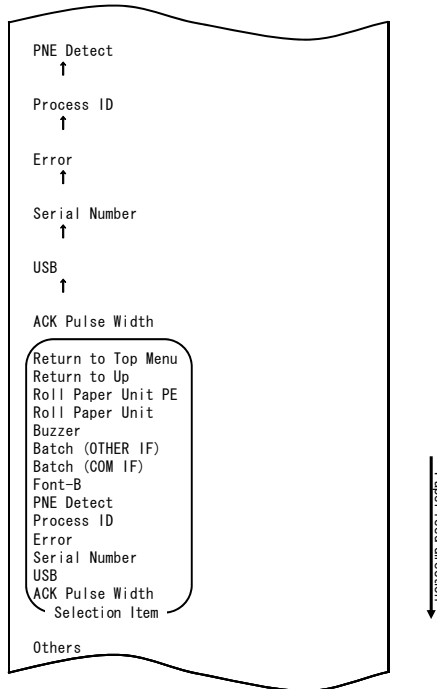 PNE Detect
↑
Process ID
↑
Error
↑
Serial Number
↑
USB
↑
ACK Pulse Width
Return to Top Menu
Return to Up
Roll Paper Unit PE
Roll Paper Unit
Buzzer
Batch (OTHER IF)
Batch (COM IF)
Font-B
PNE Detect
Process ID
Error
Serial Number
USB
ACK Pulse Width
Selection Item
Others